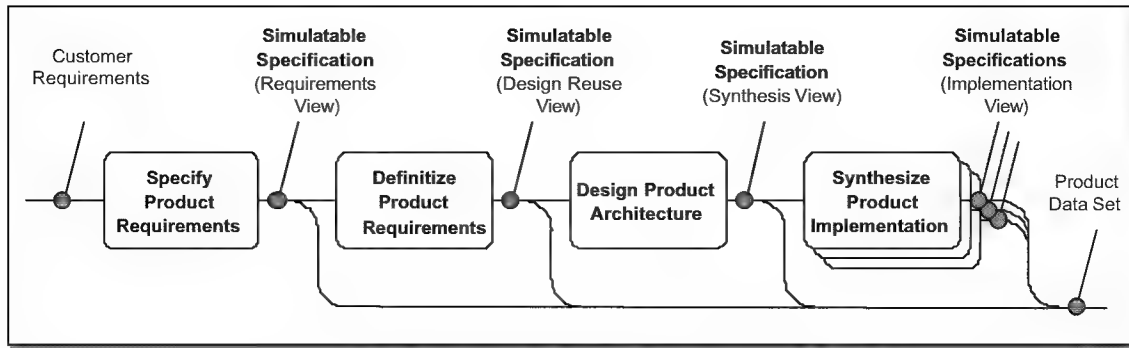 Customer
Requirements
Simulatable
Specification
(Requirements
View)
Simulatable
Specification
(Design Reuse
View)
Simulatable
Specification
(Synthesis View)
Simulatable
Specifications
(Implementation
View)
Specify
Product
Requirements
Definitize
Product
Requirements
Design Product
Architecture
Synthesize
Product
Implementation
Product
Data Set